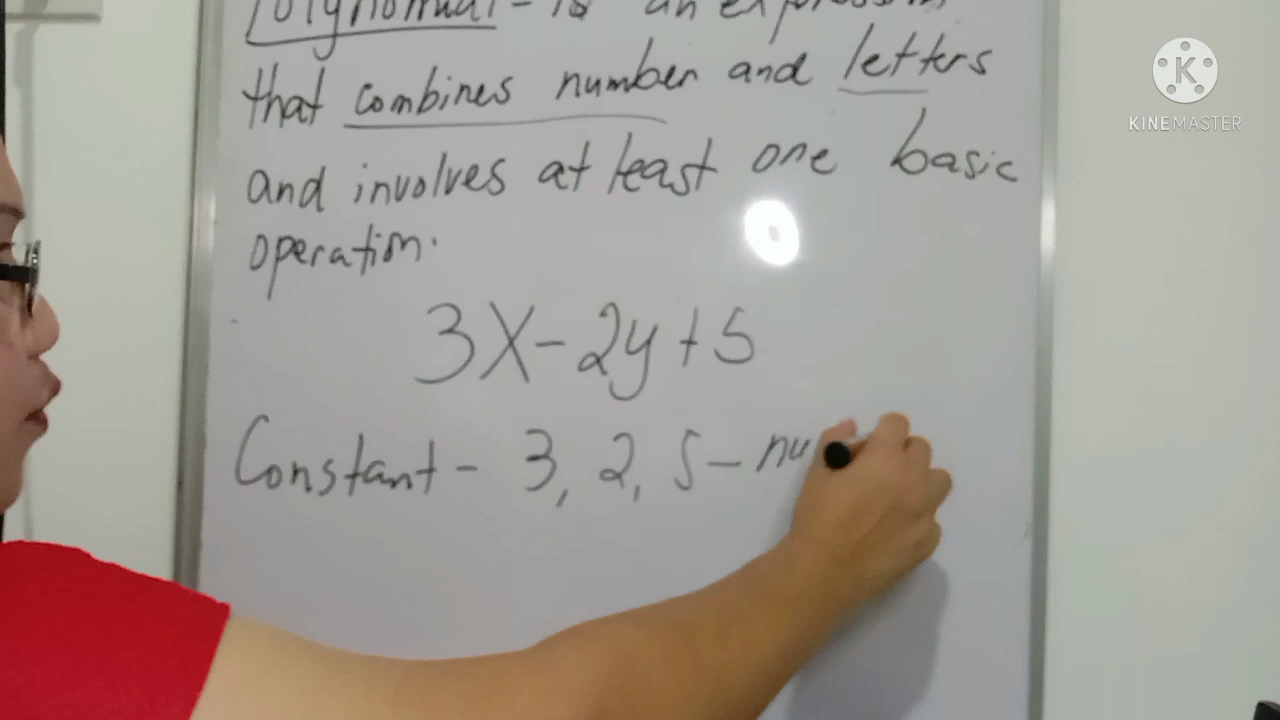 Polynomial - is an expression
that combines number and letters
and involves at least one basic
operation.
3X - 2y + 5
Constant - 3, 2, 5 - nu
KINEMASTER